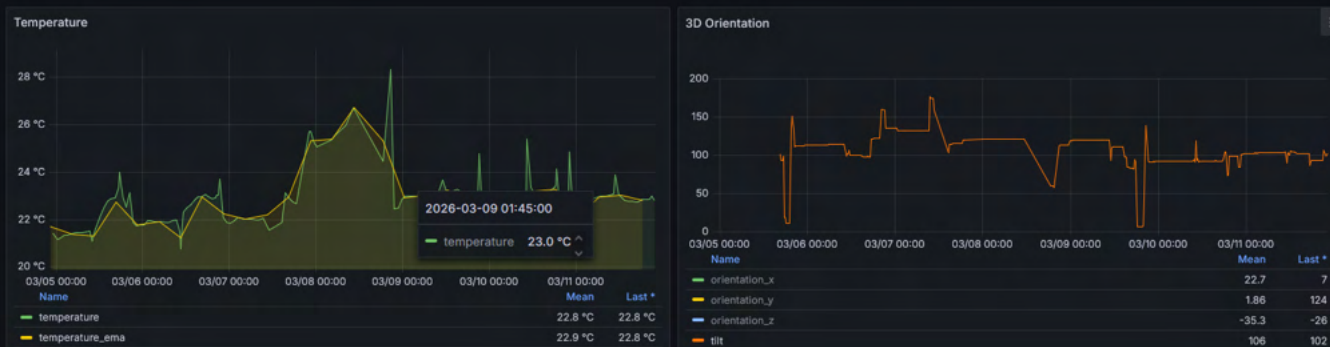 Temperature
28 °C
26 °C
24 °C
22 °C
20 °C
03/05 00:00 03/06 00:00 03/07 00:00 03/08 00:00 03/09 00:00 03/10 00:00 03/11 00:00
2026-03-09 01:45:00
temperature 23.0 °C
Name Mean Last *
temperature 22.8 °C 22.8 °C
temperature_ema 22.9 °C 22.8 °C
3D Orientation
200
150
100
50
0
03/05 00:00 03/06 00:00 03/07 00:00 03/08 00:00 03/09 00:00 03/10 00:00 03/11 00:00
Name Mean Last *
orientation_x 22.7 7
orientation_y 1.86 124
orientation_z -35.3 -26
tilt 106 102